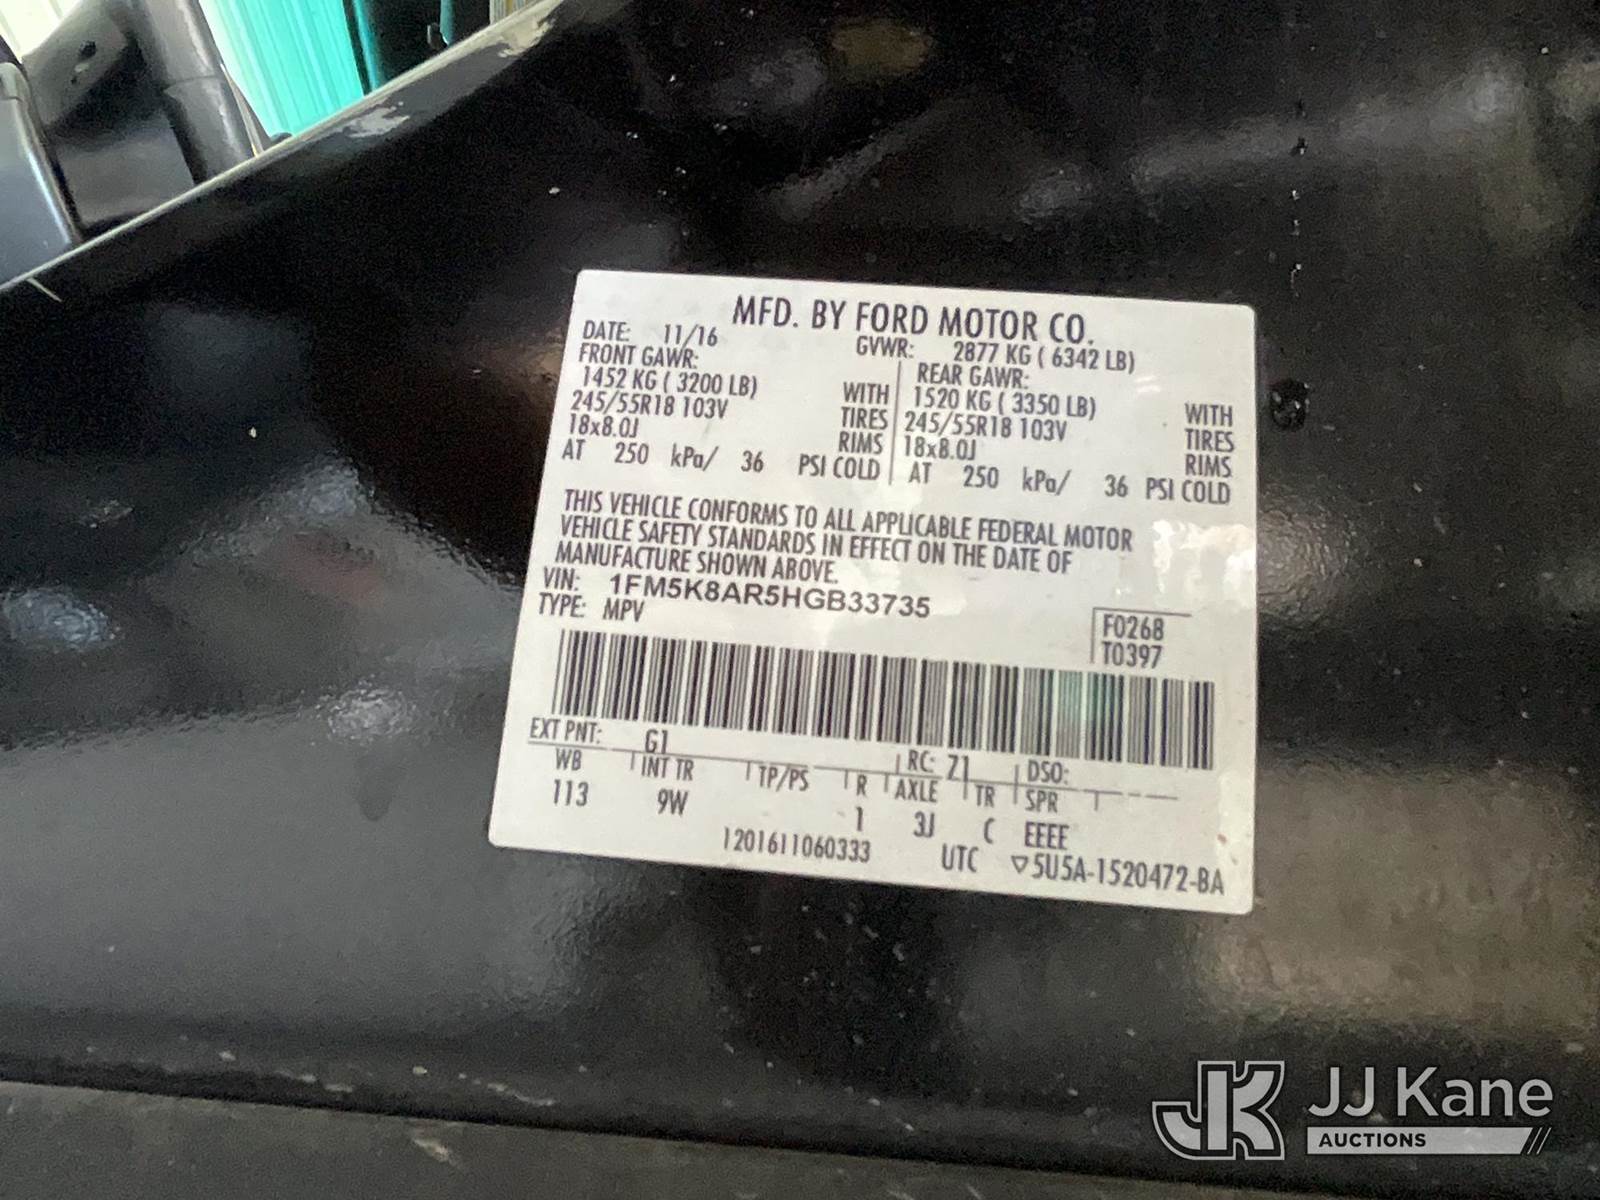 MFD. BY FORD MOTOR CO.
DATE: 11/16 GVWR: 2877 KG ( 6342 LB)
FRONT GAWR: REAR GAWR:
1452 KG ( 3200 LB) WITH 1520 KG ( 3350 LB) WITH
245/55R18 103V TIRES 245/55R18 103V TIRES
18x8.0J RIMS 18x8.0J RIMS
AT 250 kPa/ 36 PSI COLD AT 250 kPa/ 36 PSI COLD
THIS VEHICLE CONFORMS TO ALL APPLICABLE FEDERAL MOTOR
VEHICLE SAFETY STANDARDS IN EFFECT ON THE DATE OF
MANUFACTURE SHOWN ABOVE.
VIN: 1FM5K8AR5HGB33735
TYPE: MPV
F0268
T0397
EXT PNT: G1 RC: Z1 DSO:
WB INT TR TP/PS R AXLE TR SPR
113 9W 1 3J C EEEE
1201611060333 UTC ▽5U5A-1520472-BA
JK JJ Kane
AUCTIONS